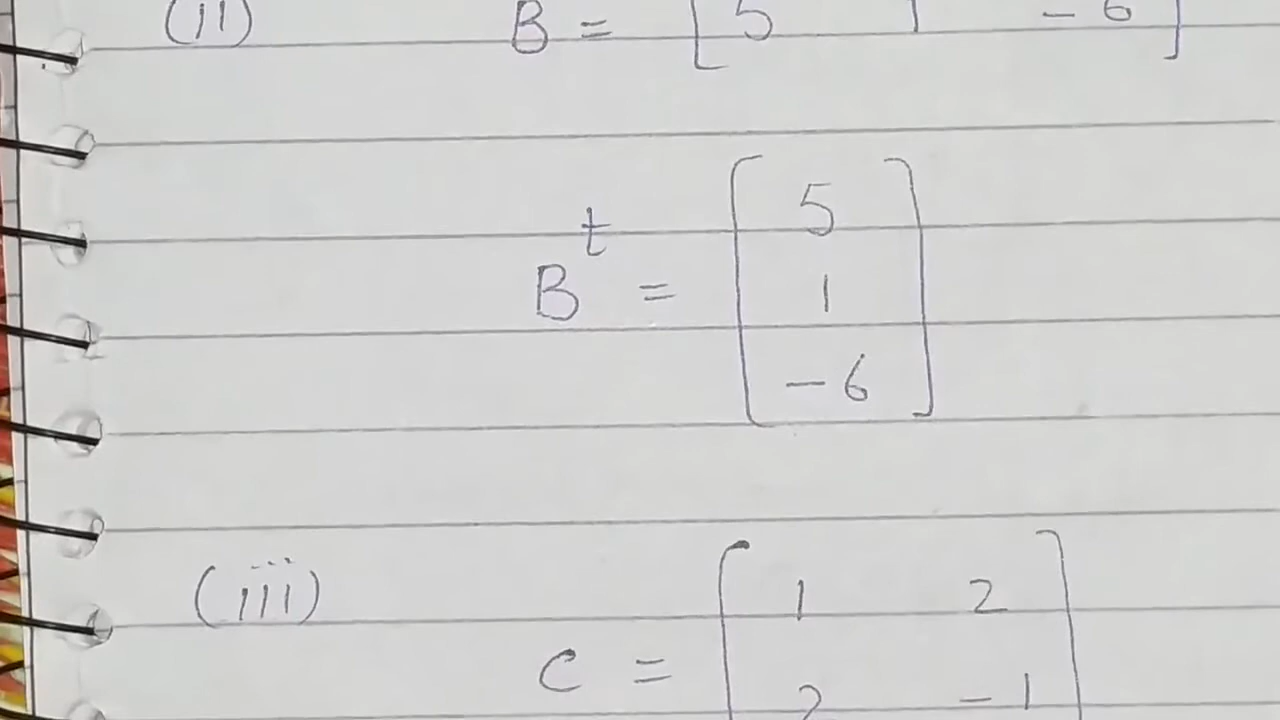 (ii) B = [ 5 1 -6 ]
B^t = [ 5
1
-6 ]
(iii) C = [ 1 2
2 -1